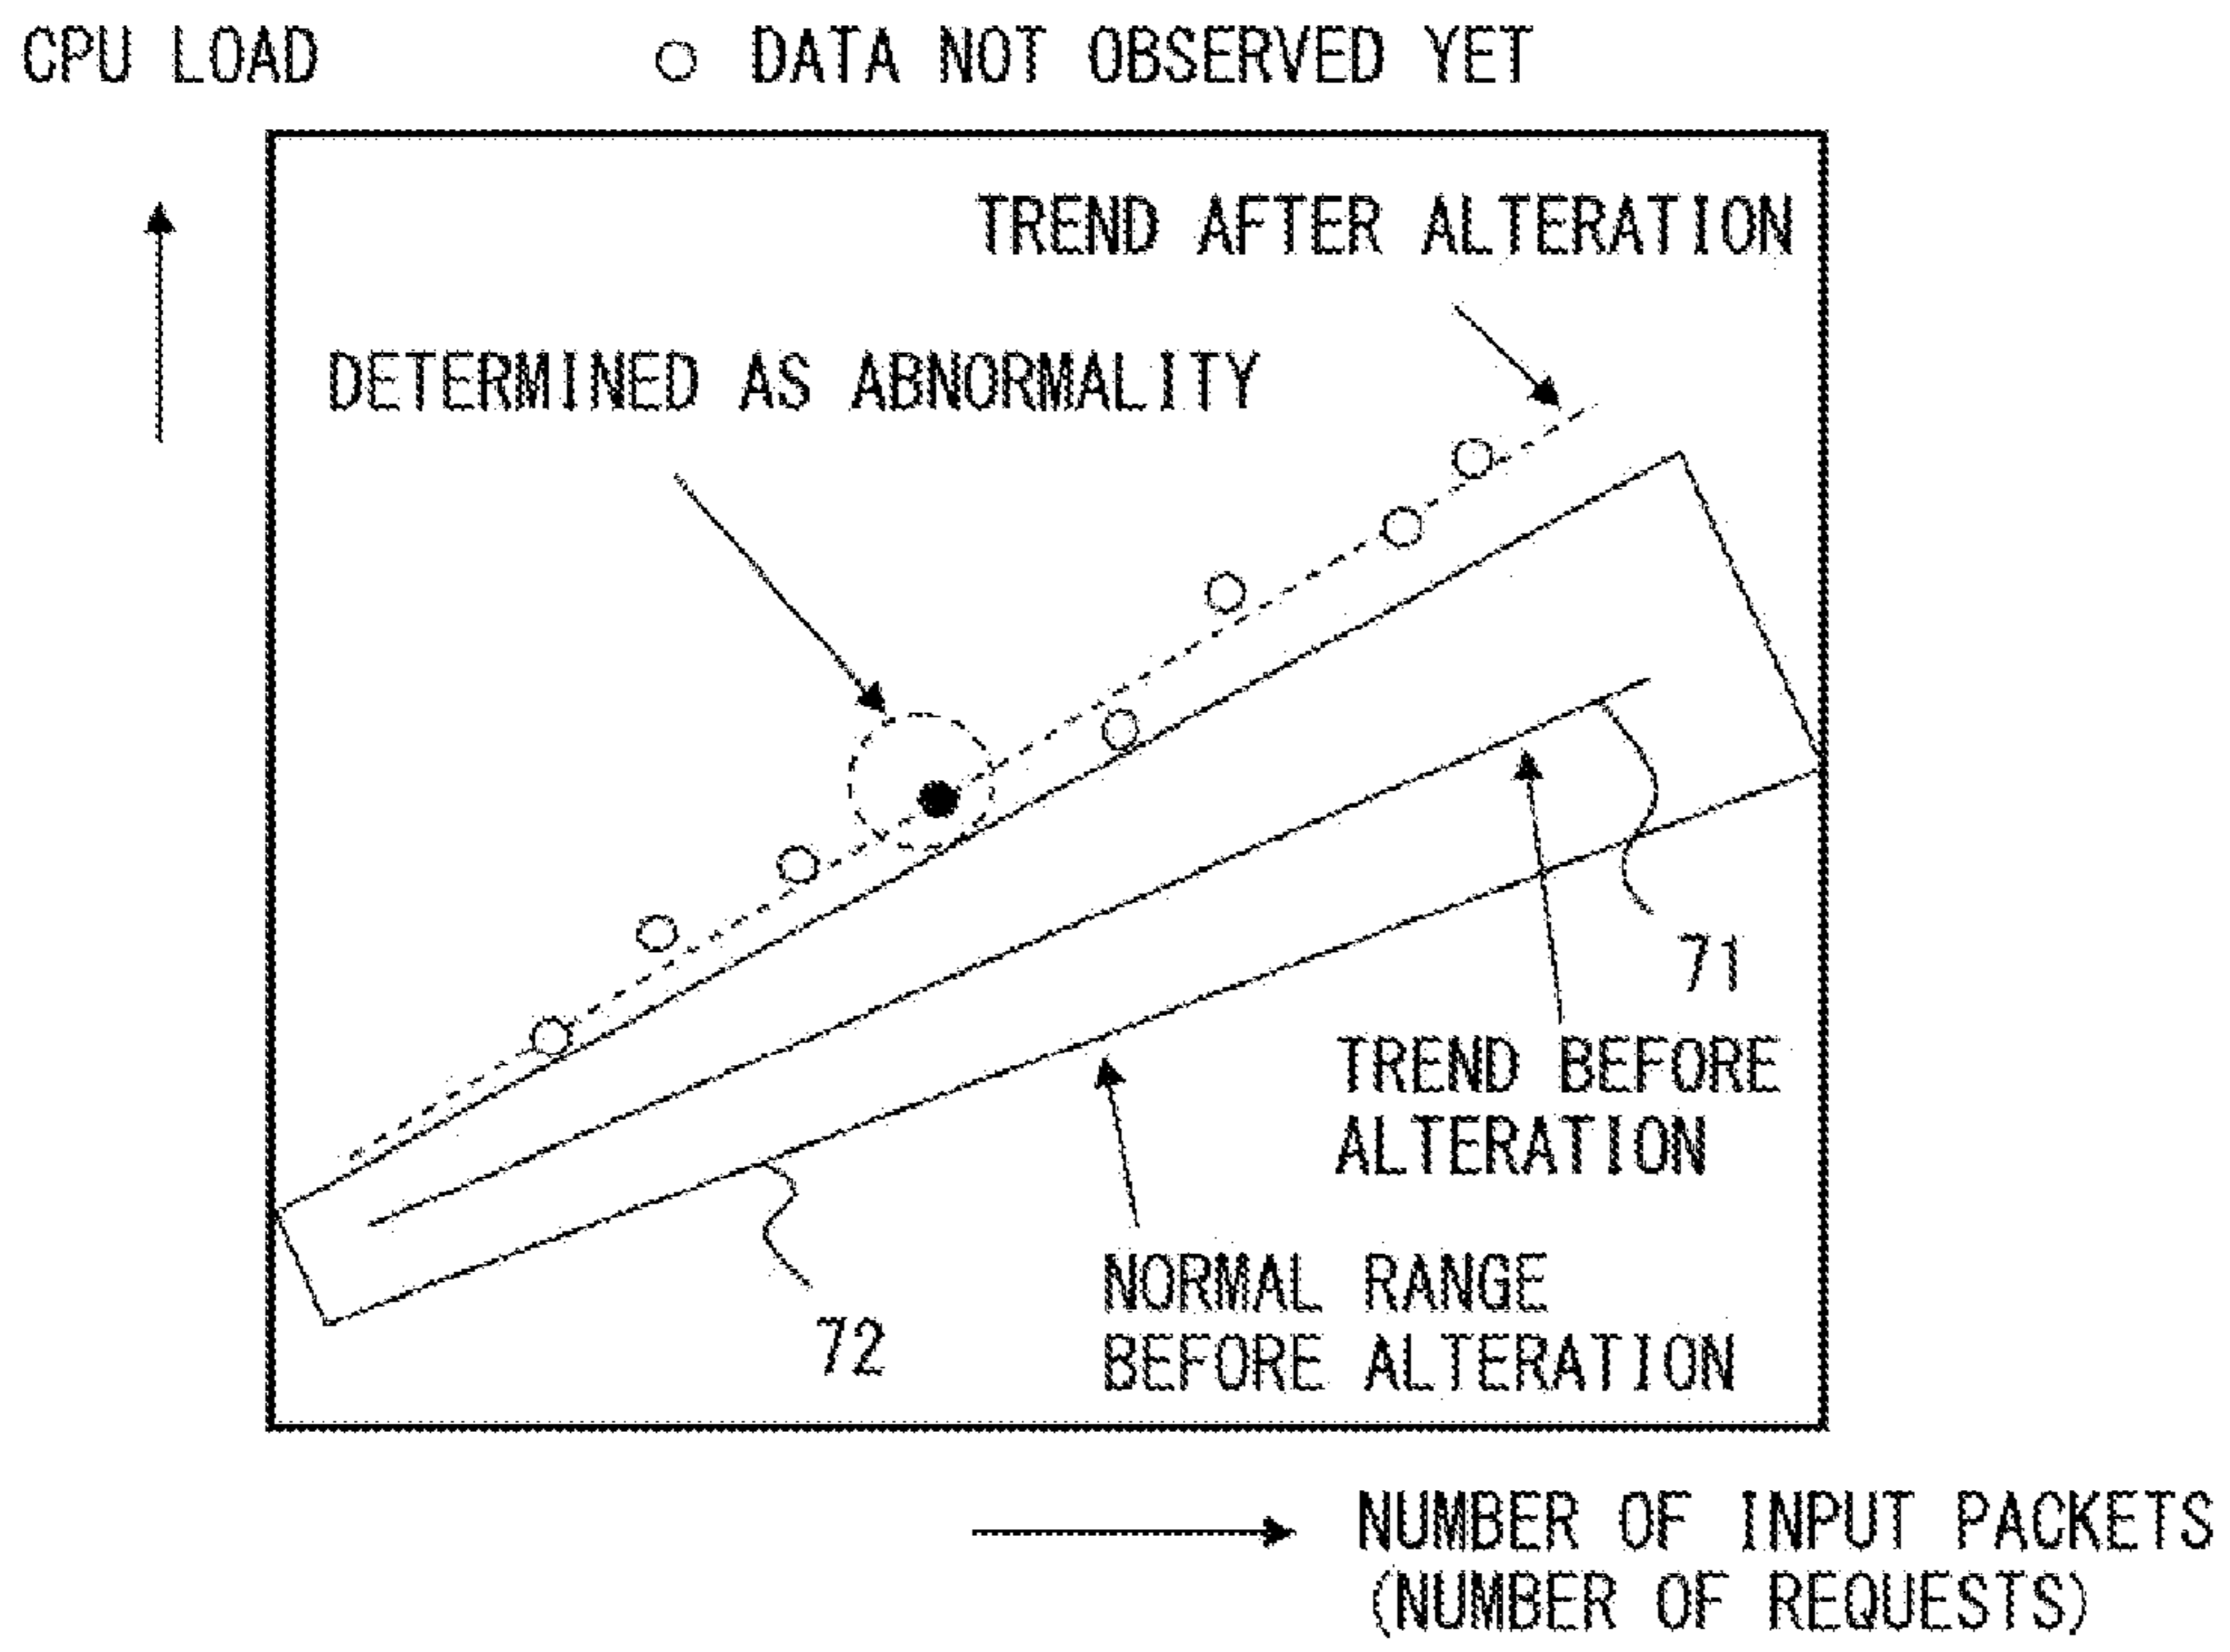 CPU LOAD
DATA NOT OBSERVED YET
TREND AFTER ALTERATION
DETERMINED AS ABNORMALITY
71
TREND BEFORE
ALTERATION
NORMAL RANGE
BEFORE ALTERATION
72
NUMBER OF INPUT PACKETS
(NUMBER OF REQUESTS)